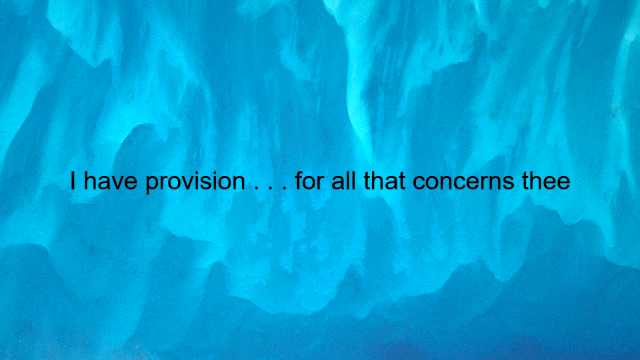 I have provision . . . for all that concerns thee